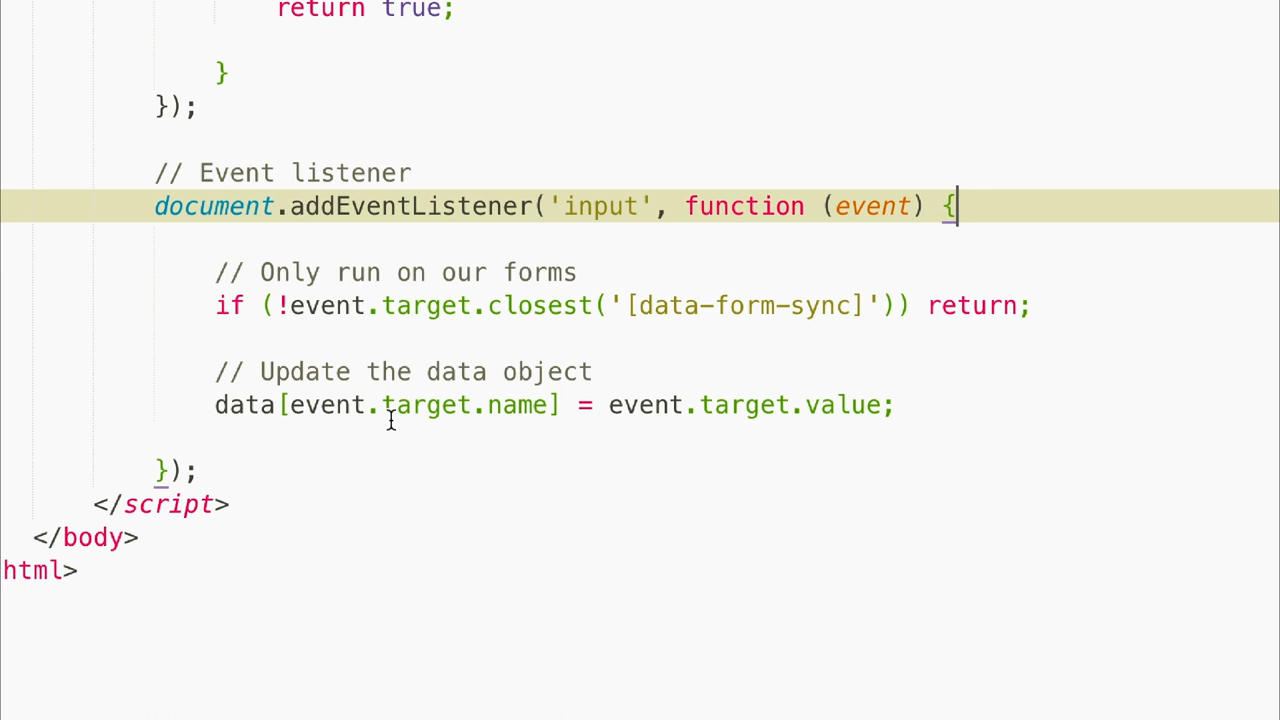 return true;
}
});
// Event listener
document.addEventListener('input', function (event) {
// Only run on our forms
if (!event.target.closest('[data-form-sync]')) return;
// Update the data object
data[event.target.name] = event.target.value;
});
</script>
</body>
html>